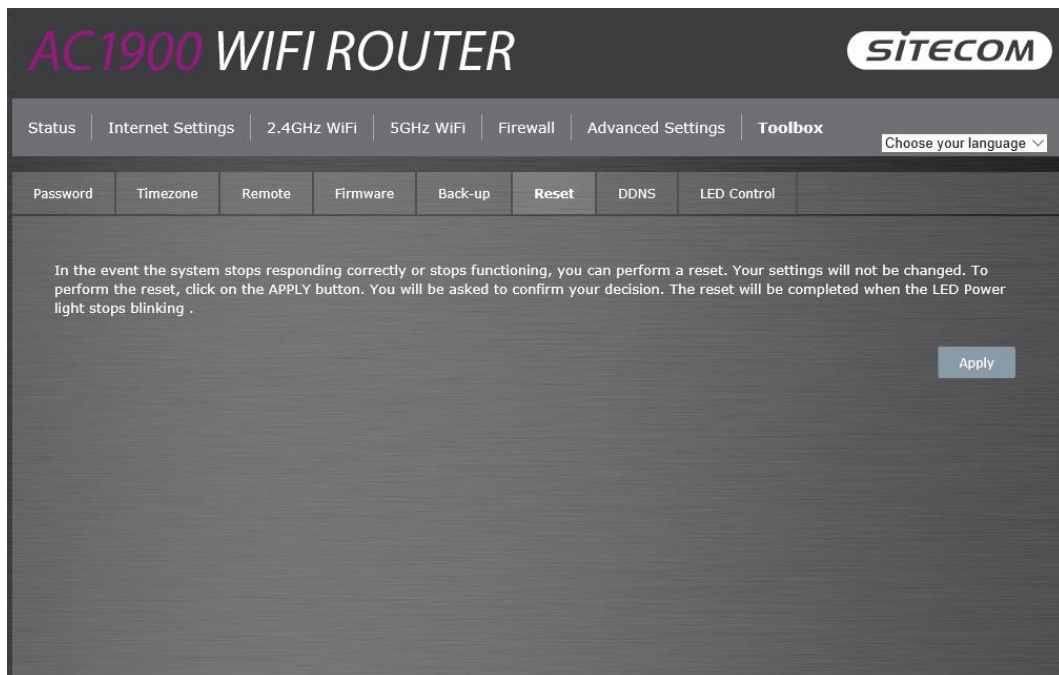 AC1900 WIFI ROUTER
SITECOM
Status Internet Settings 2.4GHz WiFi 5GHz WiFi Firewall Advanced Settings Toolbox
Choose your language
Password Timezone Remote Firmware Back-up Reset DDNS LED Control
In the event the system stops responding correctly or stops functioning, you can perform a reset. Your settings will not be changed. To
perform the reset, click on the APPLY button. You will be asked to confirm your decision. The reset will be completed when the LED Power
light stops blinking .
Apply